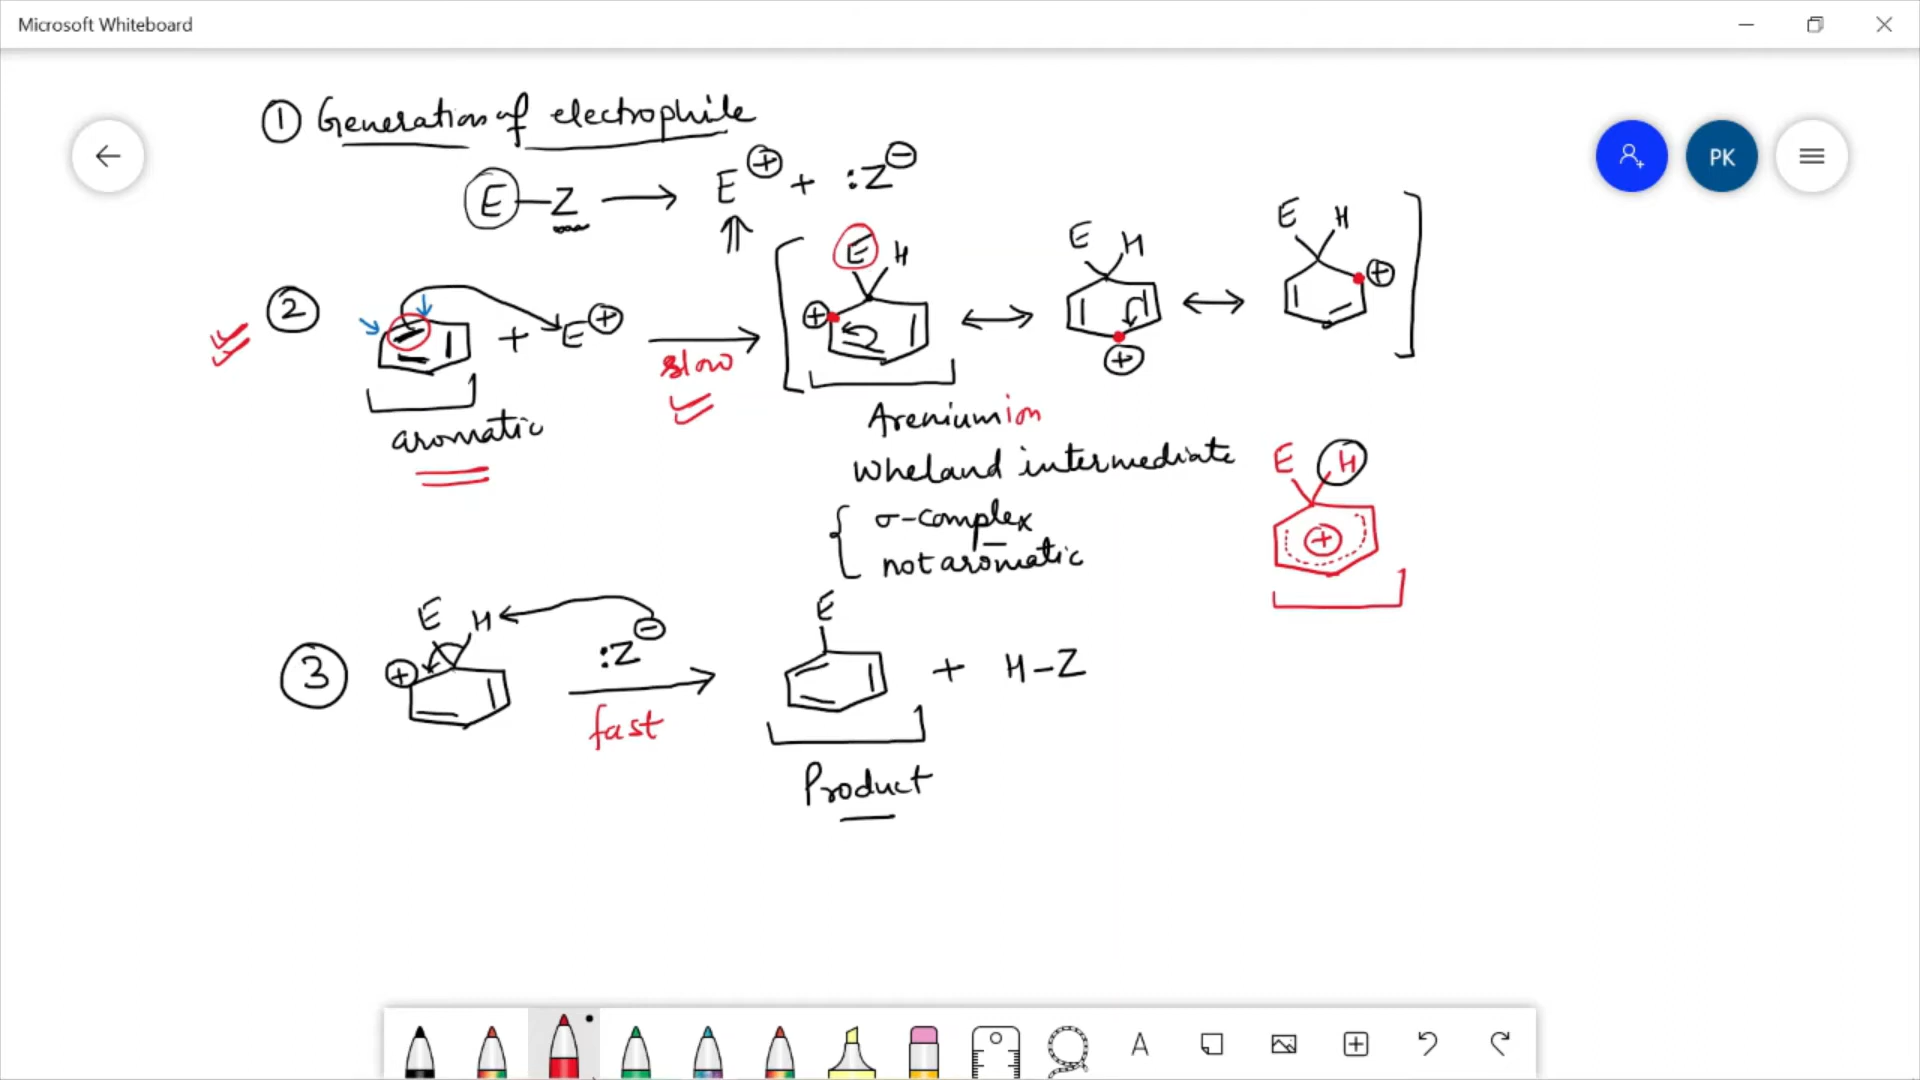 Microsoft Whiteboard
① Generation of electrophile
PK
E–Z → E⊕ + :Z⊖
E H
E H
E H
② + E⊕ slow ⊕ ↔ ⊕ ↔ ⊕
aromatic
Arenium ion
Wheland intermediate
E H
σ-complex
not aromatic
⊕
③ E H ⊕ :Z⊖ fast E + H–Z
Product
A